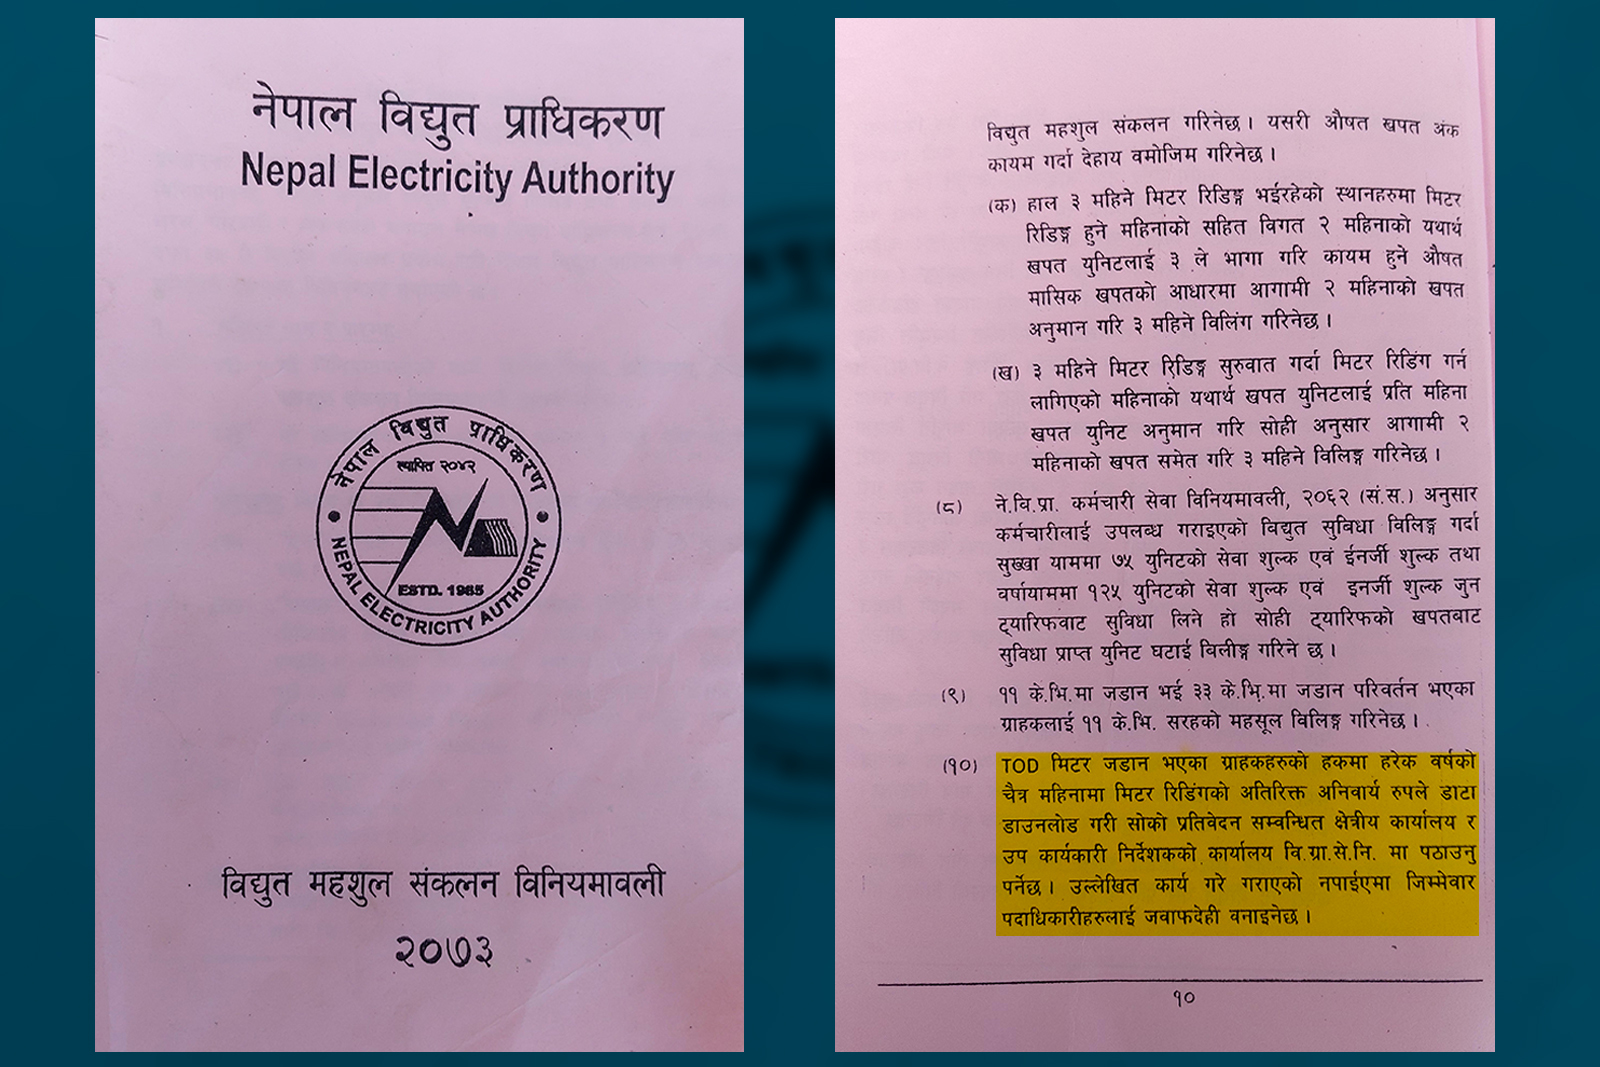 नेपाल विद्युत प्राधिकरण
Nepal Electricity Authority
नेपाल विद्युत प्राधिकरण
स्थापित २०४२
ESTD. 1985
NEPAL ELECTRICITY AUTHORITY
विद्युत महशुल संकलन विनियमावली
२०७३
विद्युत महशुल संकलन गरिनेछ । यसरी औषत खपत अंक
कायम गर्दा देहाय वमोजिम गरिनेछ ।
(क) हाल ३ महिने मिटर रिडिङ्ग भईरहेको स्थानहरुमा मिटर
रिडिङ्ग हुने महिनाको सहित विगत २ महिनाको यथार्थ
खपत युनिटलाई ३ ले भागा गरि कायम हुने औषत
मासिक खपतको आधारमा आगामी २ महिनाको खपत
अनुमान गरि ३ महिने विलिंग गरिनेछ ।
(ख) ३ महिने मिटर रिडिङ्ग सुरुवात गर्दा मिटर रिडिंग गर्न
लागिएको महिनाको यथार्थ खपत युनिटलाई प्रति महिना
खपत युनिट अनुमान गरि सोही अनुसार आगामी २
महिनाको खपत समेत गरि ३ महिने विलिङ्ग गरिनेछ ।
(८) ने.वि.प्रा. कर्मचारी सेवा विनियमावली, २०६२ (सं.स.) अनुसार
कर्मचारीलाई उपलब्ध गराइएको विद्युत सुविधा विलिङ्ग गर्दा
सुख्खा याममा ७५ युनिटको सेवा शुल्क एवं ईनर्जी शुल्क तथा
वर्षायाममा १२५ युनिटको सेवा शुल्क एवं इनर्जी शुल्क जुन
ट्यारिफवाट सुविधा लिने हो सोही ट्यारिफको खपतबाट
सुविधा प्राप्त युनिट घटाई विलीङ्ग गरिने छ ।
(९) ११ के.भि.मा जडान भई ३३ के.भि.मा जडान परिवर्तन भएका
ग्राहकलाई ११ के.भि. सरहको महसूल विलिङ्ग गरिनेछ ।
(१०) TOD मिटर जडान भएका ग्राहकहरुको हकमा हरेक वर्षको
चैत्र महिनामा मिटर रिडिंगको अतिरिक्त अनिवार्य रुपले डाटा
डाउनलोड गरी सोको प्रतिवेदन सम्वन्धित क्षेत्रीय कार्यालय र
उप कार्यकारी निर्देशकको कार्यालय वि.ग्रा.से.नि. मा पठाउनु
पर्नेछ । उल्लेखित कार्य गरे गराएको नपाईएमा जिम्मेवार
पदाधिकारीहरुलाई जवाफदेही वनाइनेछ ।
१०